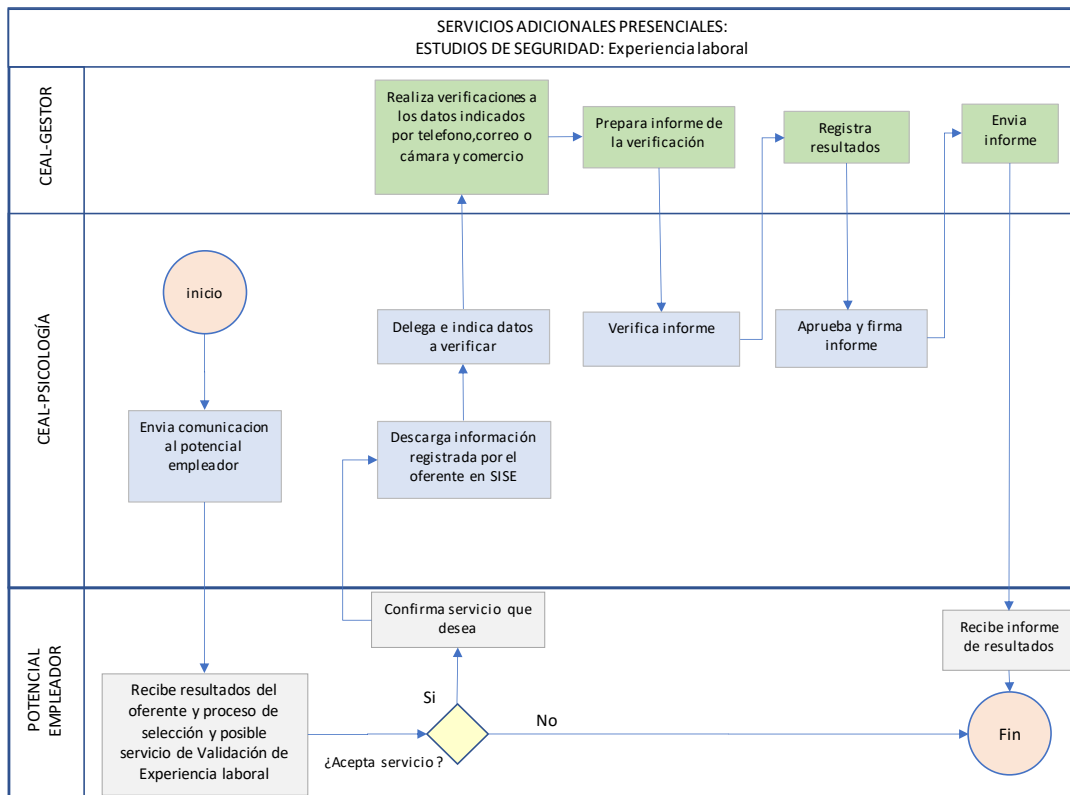 SERVICIOS ADICIONALES PRESENCIALES:
ESTUDIOS DE SEGURIDAD: Experiencia laboral
CEAL-GESTOR
Realiza verificaciones a
los datos indicados
por telefono,correo o
cámara y comercio
Prepara informe de
la verificación
Registra
resultados
Envia
informe
CEAL-PSICOLOGÍA
inicio
Envia comunicacion
al potencial
empleador
Delega e indica datos
a verificar
Descarga información
registrada por el
oferente en SISE
Verifica informe
Aprueba y firma
informe
POTENCIAL
EMPLEADOR
Recibe resultados del
oferente y proceso de
selección y posible
servicio de Validación de
Experiencia laboral
Confirma servicio que
desea
Si
No
¿Acepta servicio?
Recibe informe
de resultados
Fin